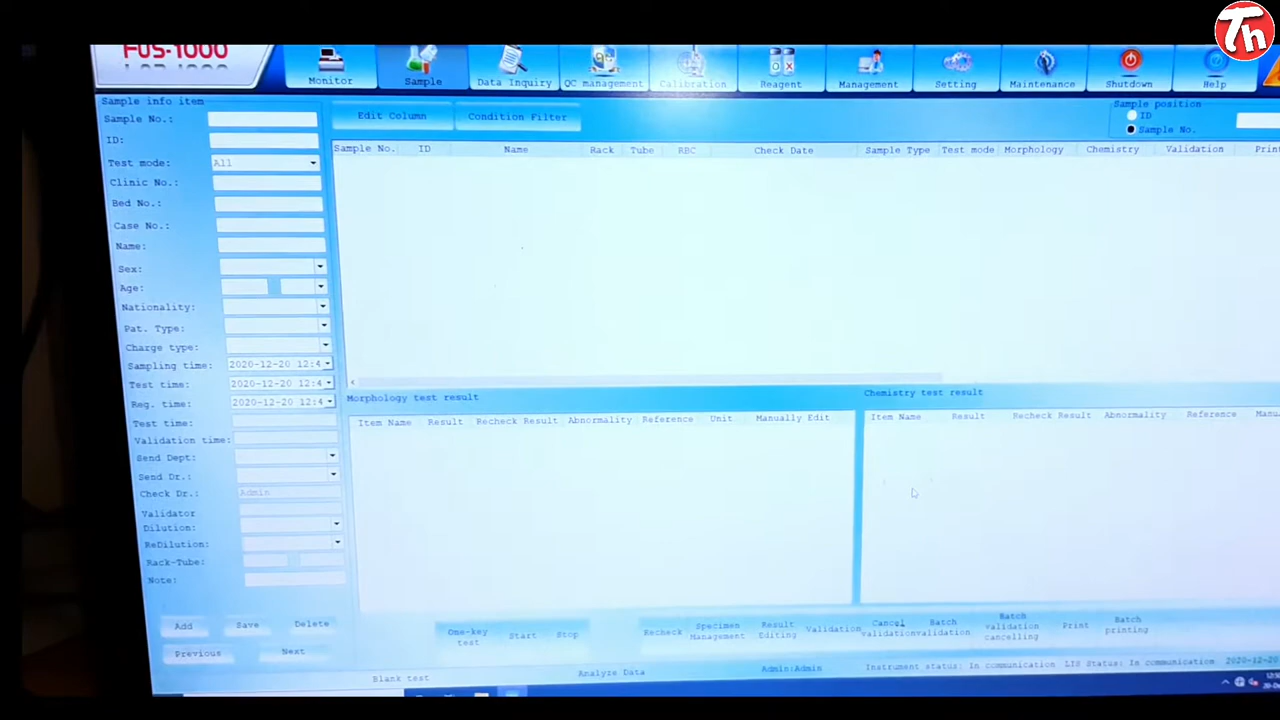 FUS-1000
Monitor
Sample
Data Inquiry
QC management
Calibration
Reagent
Management
Setting
Maintenance
Shutdown
Help
Th
Sample info item
Sample No.:
ID:
Test mode: All
Clinic No.:
Bed No.:
Case No.:
Name:
Sex:
Age:
Nationality:
Pat. Type:
Charge type:
Sampling time: 2020-12-20 12:4
Test time: 2020-12-20 12:4
Reg. time: 2020-12-20 12:4
Test time:
Validation time:
Send Dept:
Send Dr.:
Check Dr.: Admin
Validator
Dilution:
ReDilution:
Rack-Tube:
Note:
Add Save Delete
Previous Next
Edit Column Condition Filter
Sample position
ID
Sample No.
Sample No. ID Name Rack Tube RBC Check Date Sample Type Test mode Morphology Chemistry Validation Print
Morphology test result
Item Name Result Recheck Result Abnormality Reference Unit Manually Edit
Chemistry test result
Item Name Result Recheck Result Abnormality Reference Manu
One-key test
Start
Stop
Recheck
Specimen Management
Result Editing
Validation
Cancel validation
Batch validation
Batch validation cancelling
Print
Batch printing
Blank test Analyze Data Admin:Admin Instrument status: In communication LIS Status: In communication 2020-12-20